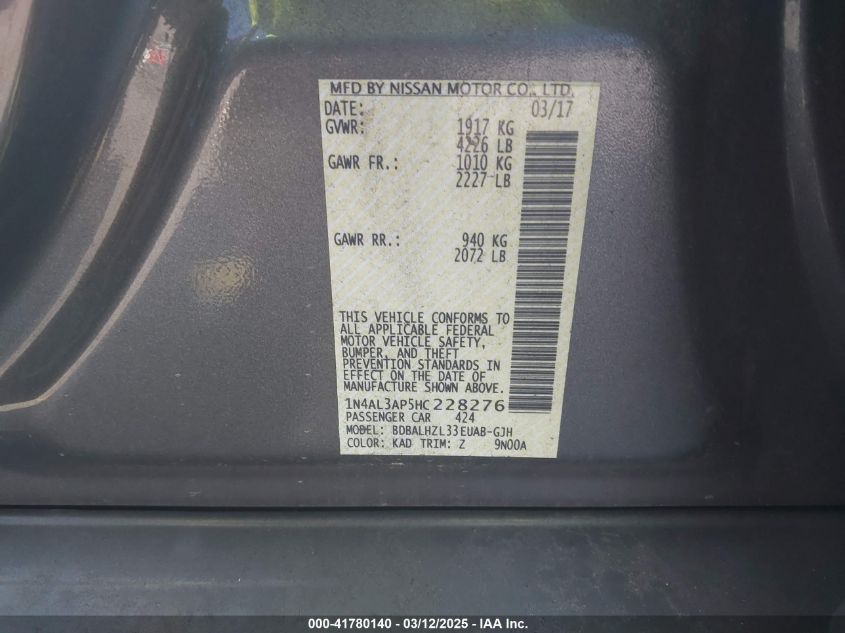 MFD BY NISSAN MOTOR CO., LTD.
DATE: 03/17
GVWR: 1917 KG
4226 LB
GAWR FR.: 1010 KG
2227 LB
GAWR RR.: 940 KG
2072 LB
THIS VEHICLE CONFORMS TO
ALL APPLICABLE FEDERAL
MOTOR VEHICLE SAFETY,
BUMPER, AND THEFT
PREVENTION STANDARDS IN
EFFECT ON THE DATE OF
MANUFACTURE SHOWN ABOVE.
1N4AL3AP5HC228276
PASSENGER CAR 424
MODEL: BDBALHZL33EUAB-GJH
COLOR: KAD TRIM: Z 9N00A
000-41780140 - 03/12/2025 - IAA Inc.